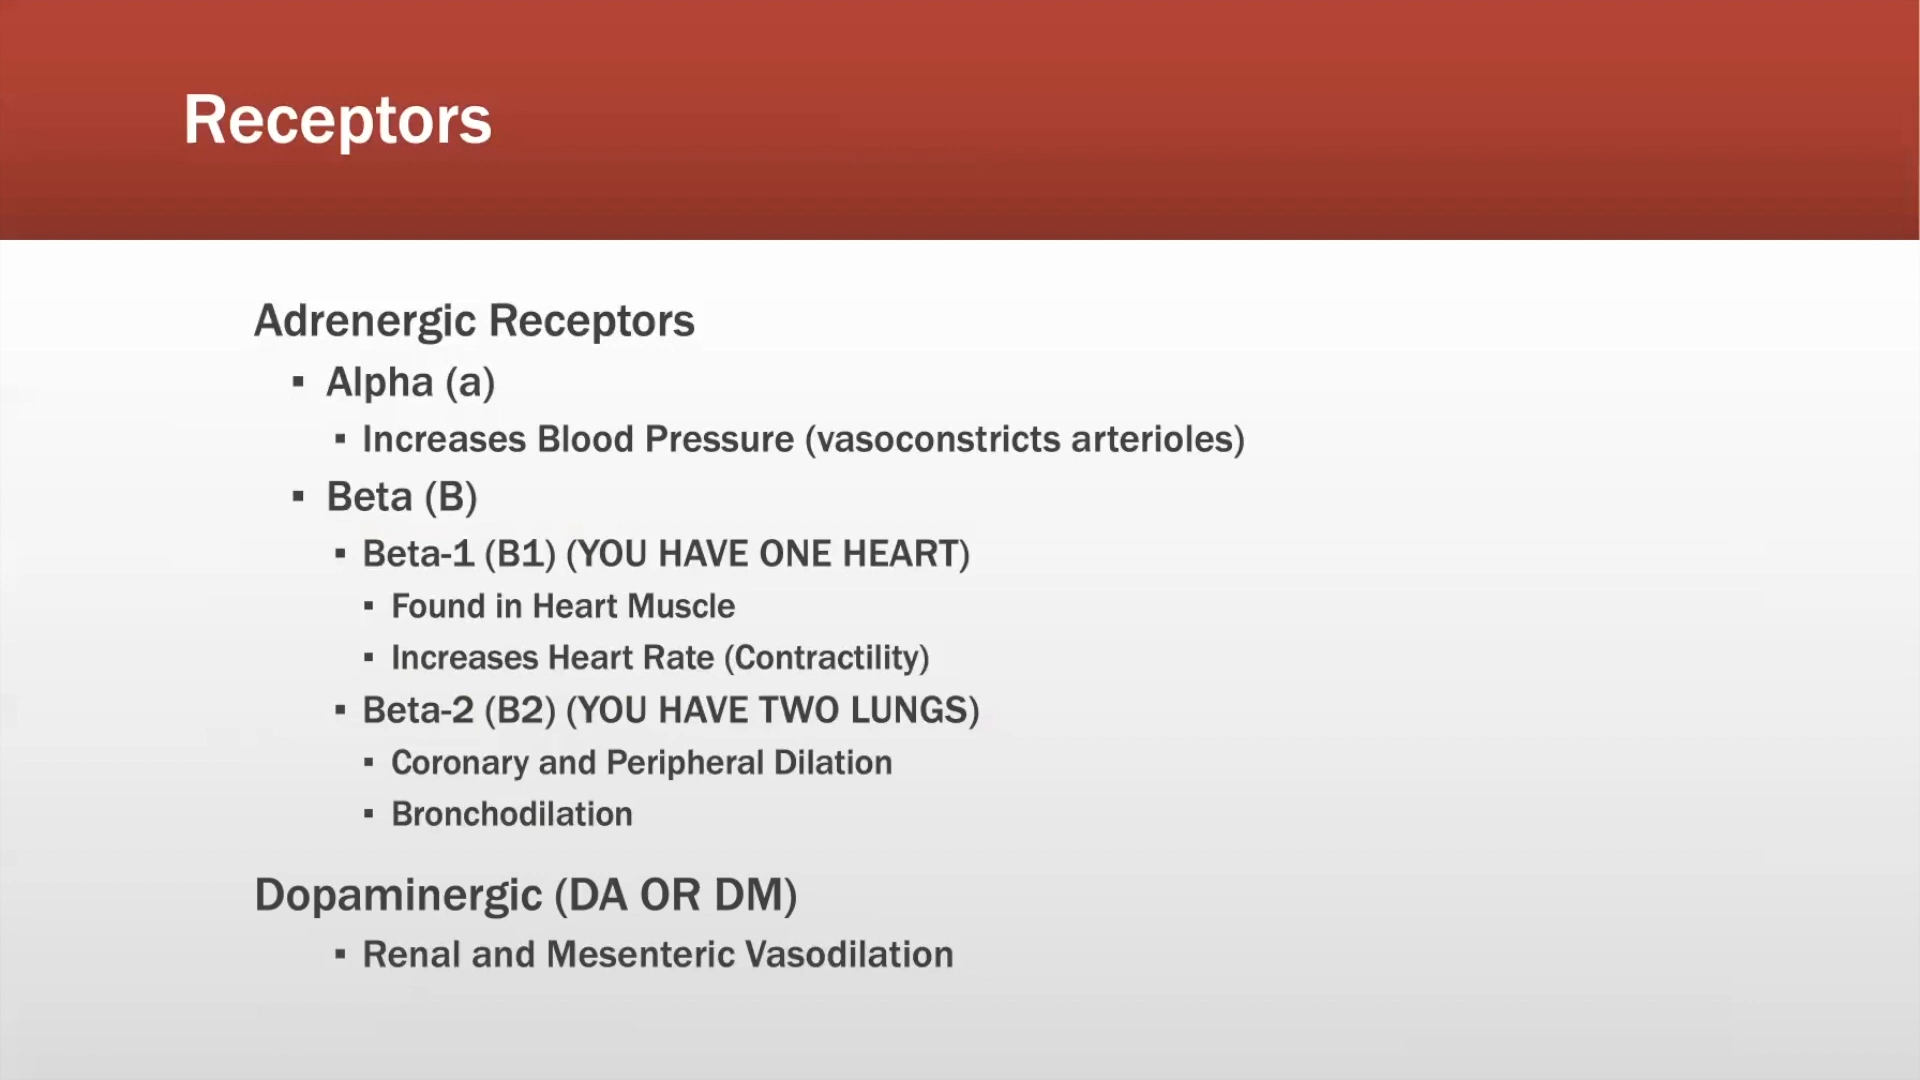 Receptors
Adrenergic Receptors
▪ Alpha (a)
▪ Increases Blood Pressure (vasoconstricts arterioles)
▪ Beta (B)
▪ Beta-1 (B1) (YOU HAVE ONE HEART)
▪ Found in Heart Muscle
▪ Increases Heart Rate (Contractility)
▪ Beta-2 (B2) (YOU HAVE TWO LUNGS)
▪ Coronary and Peripheral Dilation
▪ Bronchodilation
Dopaminergic (DA OR DM)
▪ Renal and Mesenteric Vasodilation